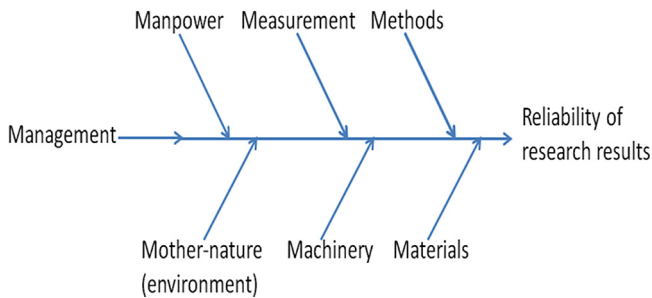 Manpower
Measurement
Methods
Management
Reliability of
research results
Mother-nature
(environment)
Machinery
Materials